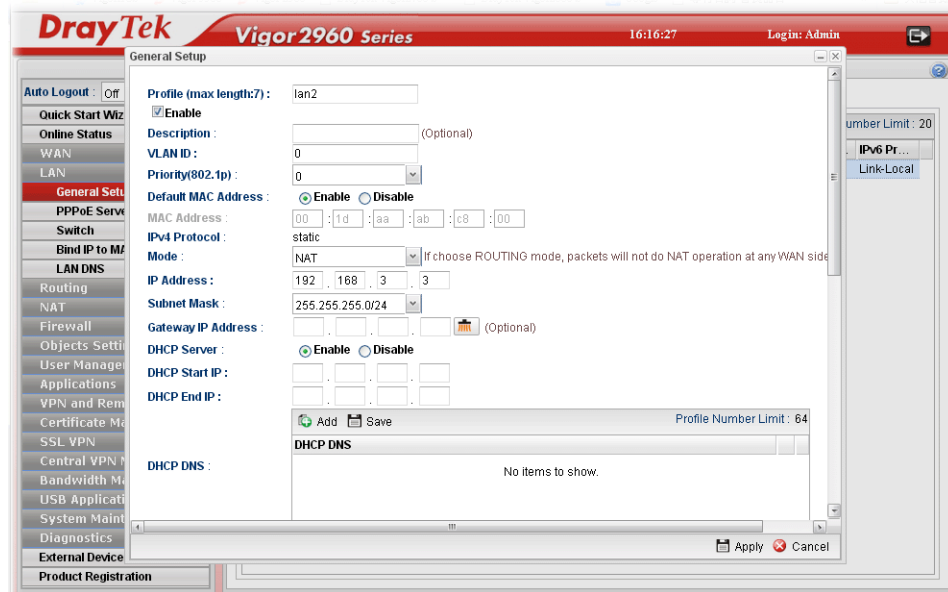 DrayTek Vigor2960 Series 16:16:27 Login: Admin
General Setup
Auto Logout : Off
Quick Start Wiz
Online Status
WAN
LAN
General Setu
PPPoE Serve
Switch
Bind IP to MA
LAN DNS
Routing
NAT
Firewall
Objects Setti
User Manage
Applications
VPN and Rem
Certificate Ma
SSL VPN
Central VPN
Bandwidth Ma
USB Applicati
System Maint
Diagnostics
External Device
Product Registration
Profile (max length:7) : lan2
Enable
Description : (Optional)
VLAN ID : 0
Priority(802.1p) : 0
Default MAC Address : Enable Disable
MAC Address : 00 : 1d : aa : ab : c8 : 00
IPv4 Protocol : static
Mode : NAT If choose ROUTING mode, packets will not do NAT operation at any WAN side
IP Address : 192 . 168 . 3 . 3
Subnet Mask : 255.255.255.0/24
Gateway IP Address : . . . (Optional)
DHCP Server : Enable Disable
DHCP Start IP : . . .
DHCP End IP : . . .
DHCP DNS :
Add Save Profile Number Limit : 64
DHCP DNS
No items to show.
Apply Cancel
umber Limit : 20
. IPv6 Pr...
Link-Local